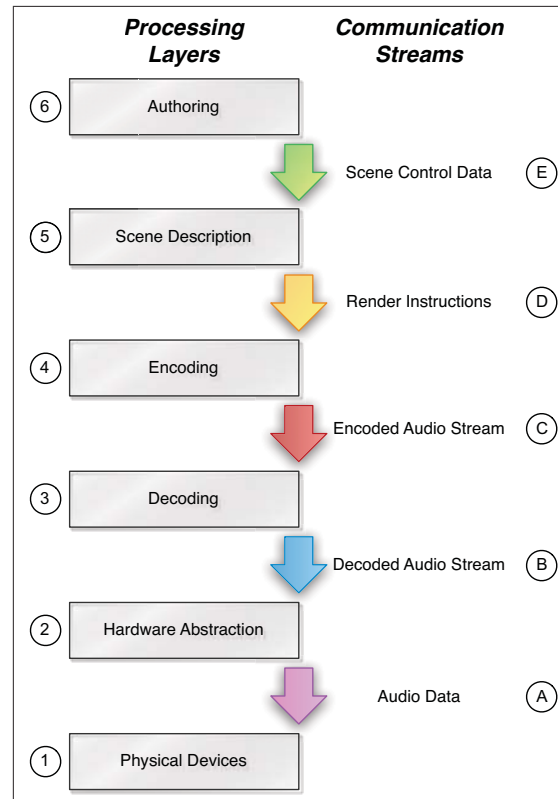 Processing Communication
Layers Streams
6 Authoring
Scene Control Data E
5 Scene Description
Render Instructions D
4 Encoding
Encoded Audio Stream C
3 Decoding
Decoded Audio Stream B
2 Hardware Abstraction
Audio Data A
1 Physical Devices